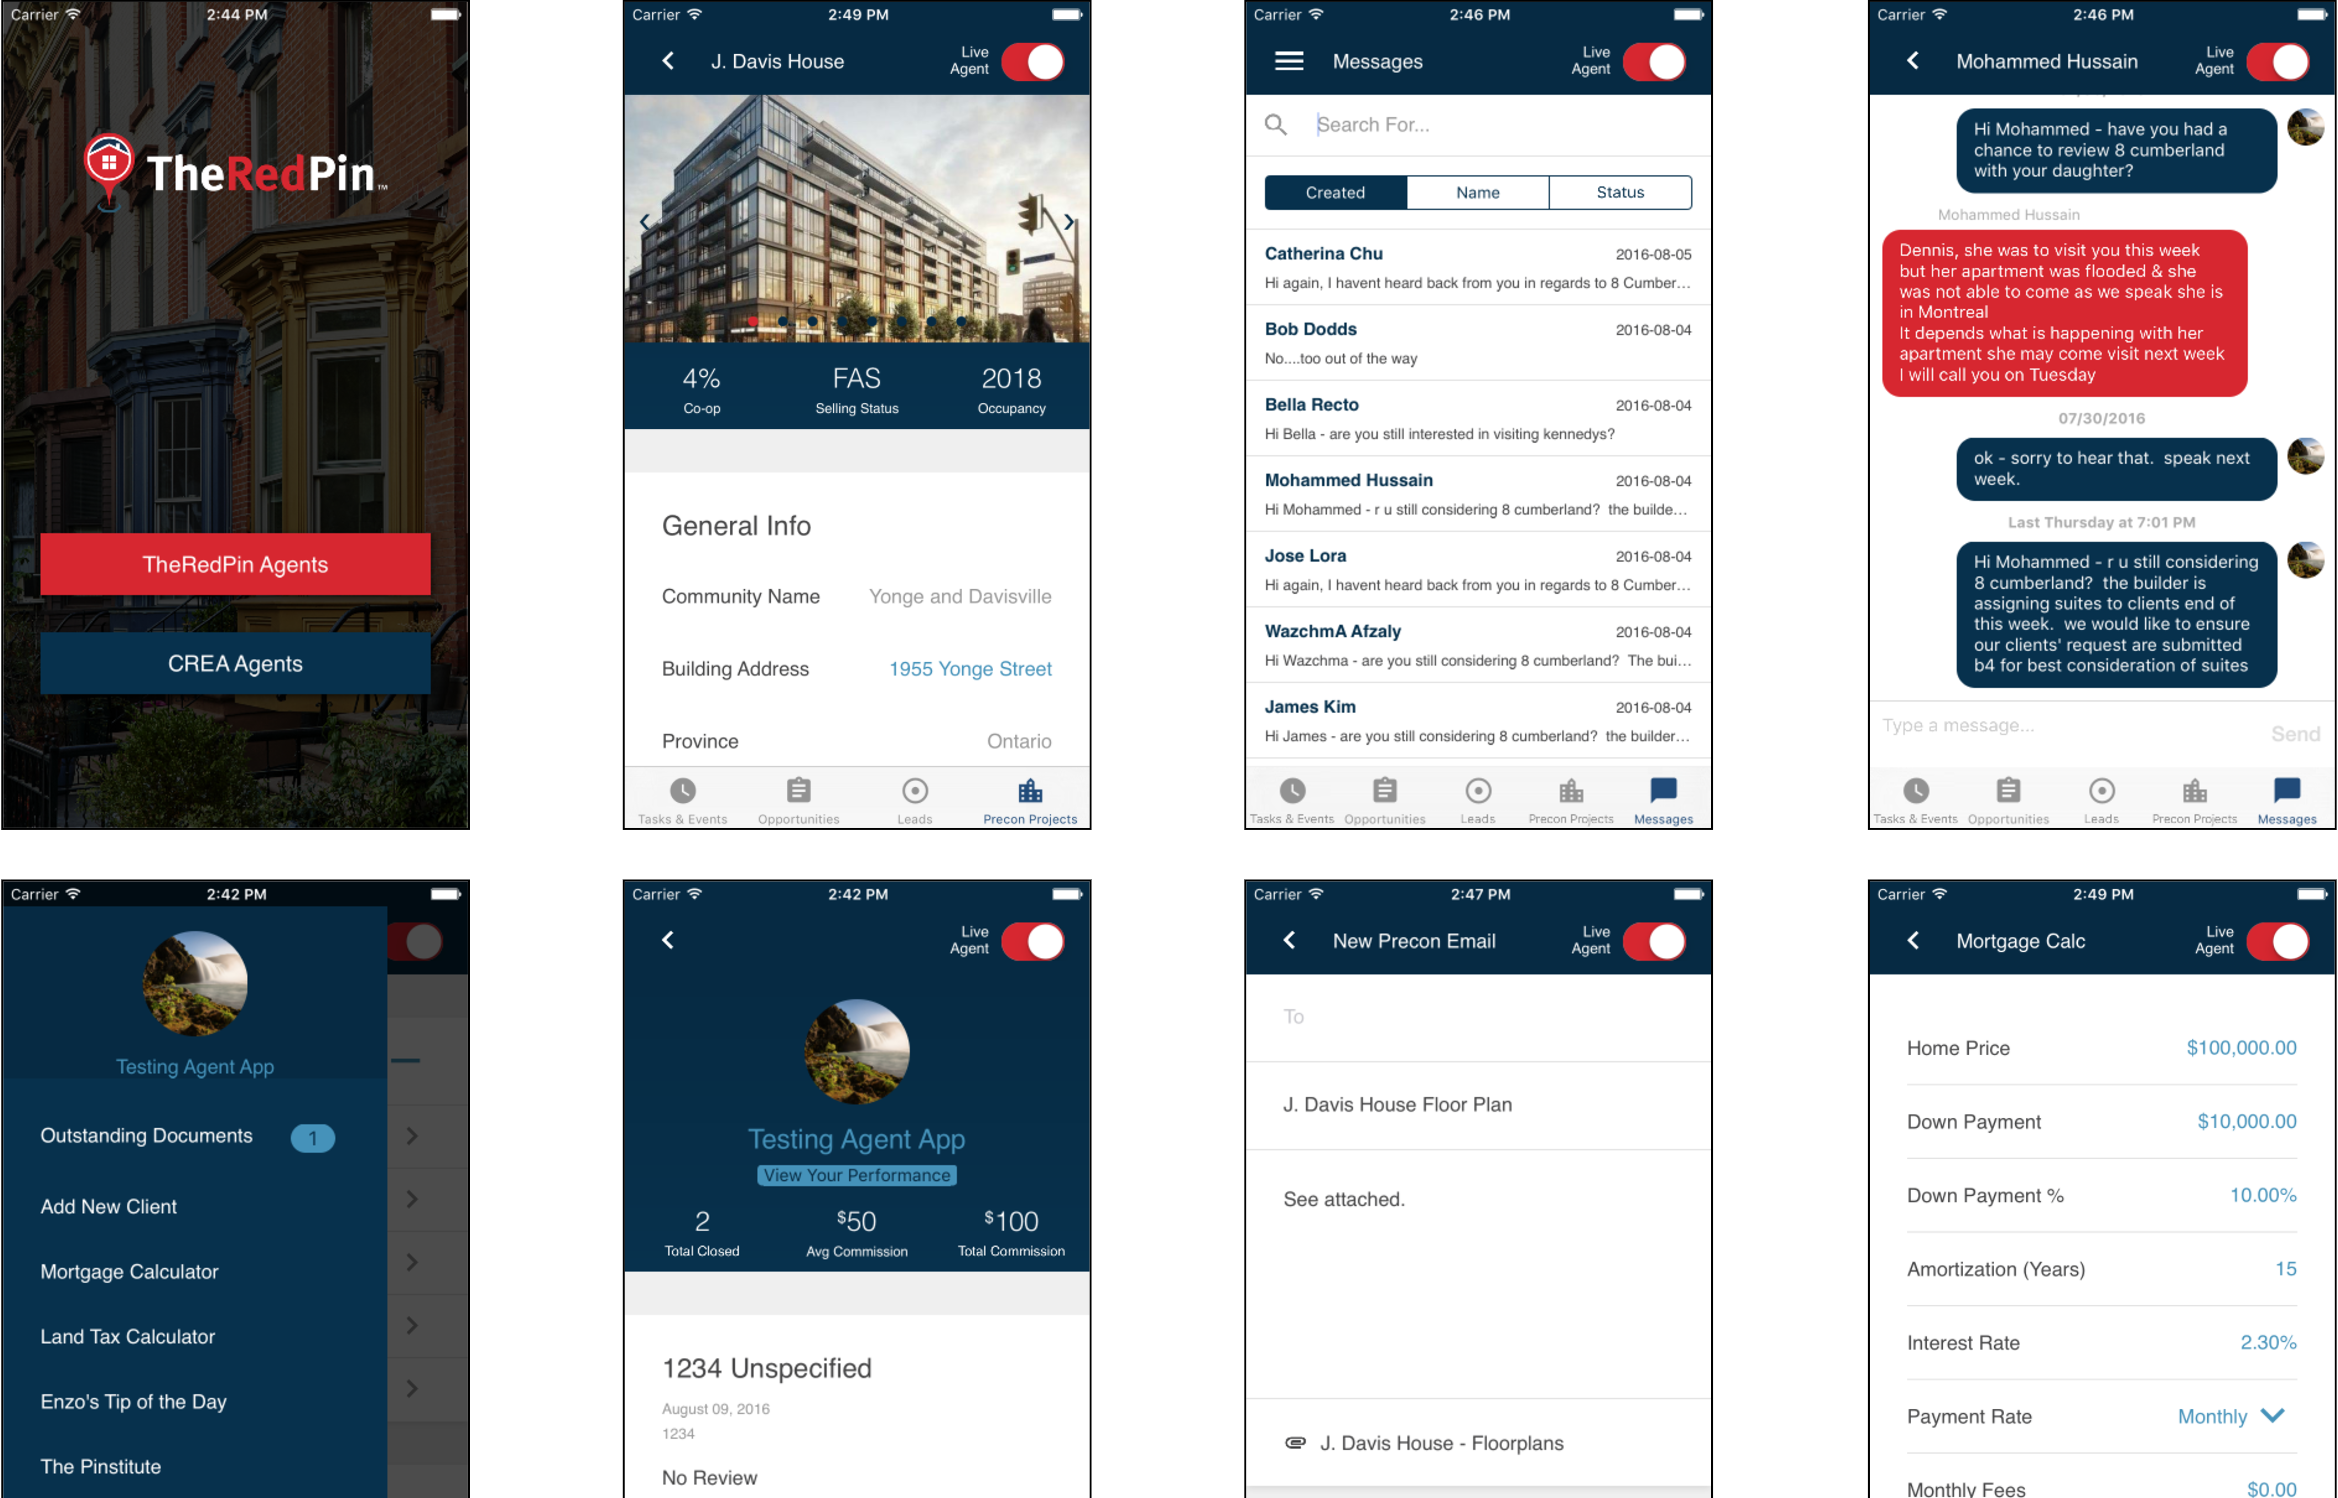 Carrier 2:44 PM
TheRedPin™
TheRedPin Agents
CREA Agents
Carrier 2:49 PM
J. Davis House
Live
Agent
4% FAS 2018
Co-op Selling Status Occupancy
General Info
Community Name Yonge and Davisville
Building Address 1955 Yonge Street
Province Ontario
Tasks & Events Opportunities Leads Precon Projects
Carrier 2:46 PM
Messages
Live
Agent
Search For...
Created Name Status
Catherina Chu 2016-08-05
Hi again, I havent heard back from you in regards to 8 Cumber...
Bob Dodds 2016-08-04
No....too out of the way
Bella Recto 2016-08-04
Hi Bella - are you still interested in visiting kennedys?
Mohammed Hussain 2016-08-04
Hi Mohammed - r u still considering 8 cumberland?  the builde...
Jose Lora 2016-08-04
Hi again, I havent heard back from you in regards to 8 Cumber...
WazchmA Afzaly 2016-08-04
Hi Wazchma - are you still considering 8 cumberland?  The bui...
James Kim 2016-08-04
Hi James - are you still considering 8 cumberland?  the builder...
Tasks & Events Opportunities Leads Precon Projects Messages
Carrier 2:46 PM
Mohammed Hussain
Live
Agent
Hi Mohammed - have you had a
chance to review 8 cumberland
with your daughter?
Mohammed Hussain
Dennis, she was to visit you this week
but her apartment was flooded & she
was not able to come as we speak she is
in Montreal
It depends what is happening with her
apartment she may come visit next week
I will call you on Tuesday
07/30/2016
ok - sorry to hear that.  speak next
week.
Last Thursday at 7:01 PM
Hi Mohammed - r u still considering
8 cumberland?  the builder is
assigning suites to clients end of
this week.  we would like to ensure
our clients' request are submitted
b4 for best consideration of suites
Type a message...
Send
Tasks & Events Opportunities Leads Precon Projects Messages
Carrier 2:42 PM
Testing Agent App
Outstanding Documents 1
Add New Client
Mortgage Calculator
Land Tax Calculator
Enzo's Tip of the Day
The Pinstitute
Carrier 2:42 PM
Live
Agent
Testing Agent App
View Your Performance
2 $50 $100
Total Closed Avg Commission Total Commission
1234 Unspecified
August 09, 2016
1234
No Review
Carrier 2:47 PM
New Precon Email
Live
Agent
To
J. Davis House Floor Plan
See attached.
J. Davis House - Floorplans
Carrier 2:49 PM
Mortgage Calc
Live
Agent
Home Price $100,000.00
Down Payment $10,000.00
Down Payment % 10.00%
Amortization (Years) 15
Interest Rate 2.30%
Payment Rate Monthly
Monthly Fees $0.00